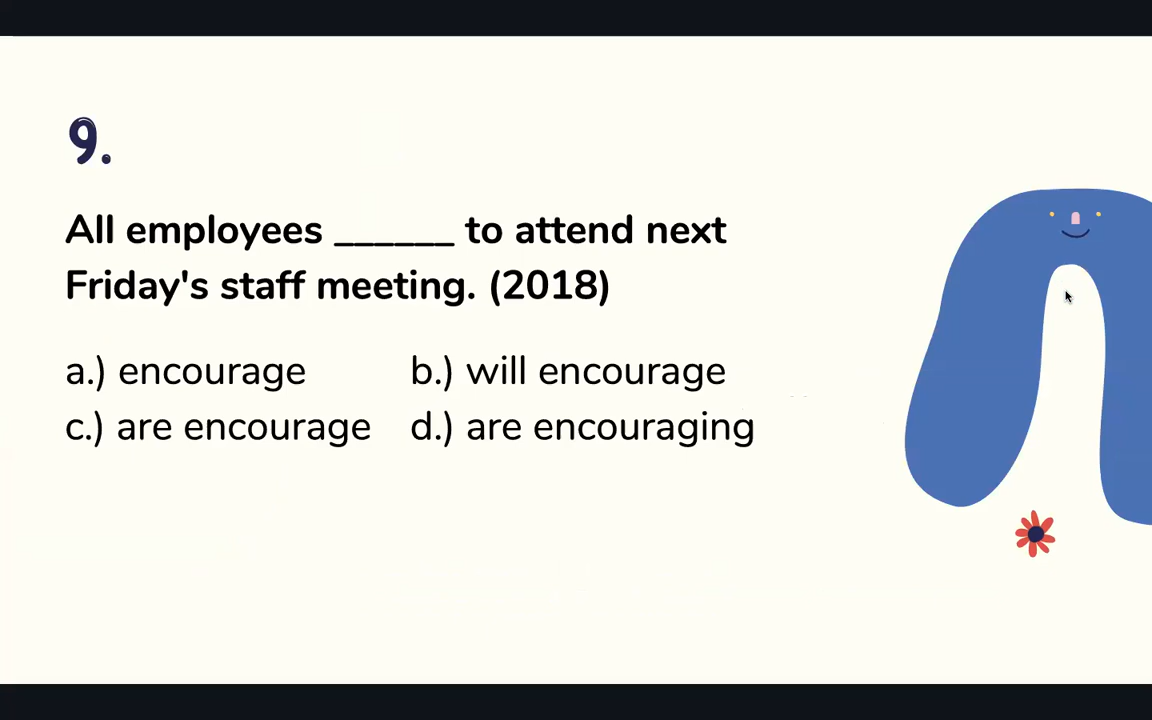 9.
All employees ______ to attend next
Friday's staff meeting. (2018)
a.) encourage b.) will encourage
c.) are encourage d.) are encouraging